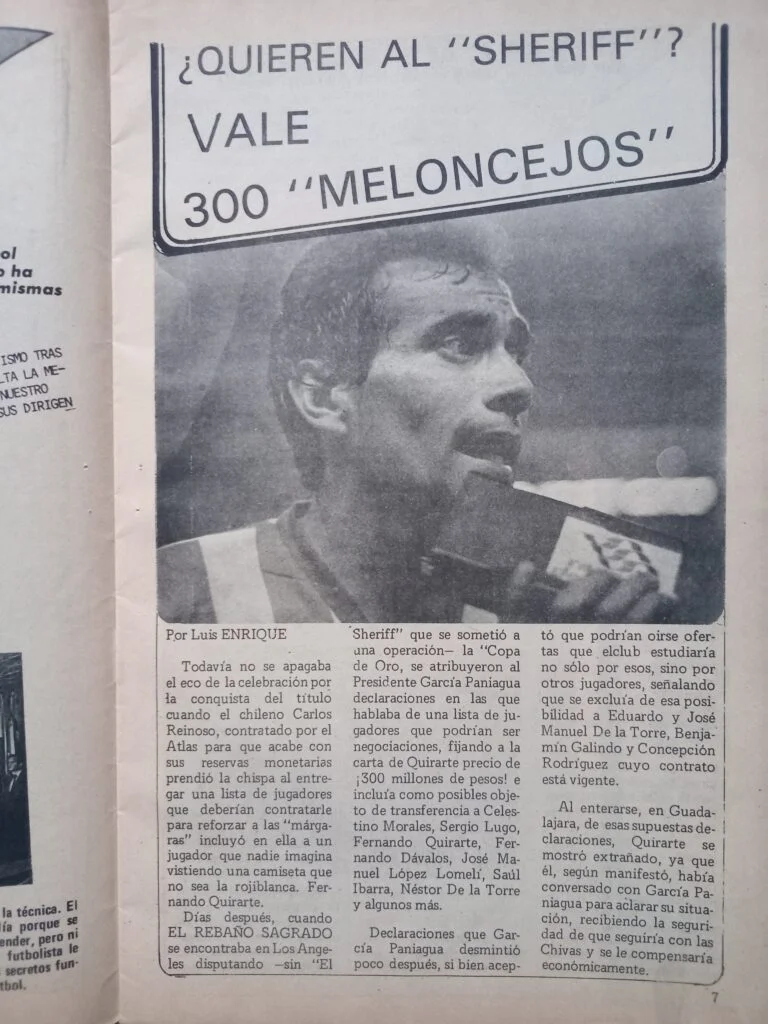 ol
o ha
mismas
ISMO TRAS
LTA LA ME-
NUESTRO
SUS DIRIGEN
la técnica. El
lía porque se
ender, pero ni
futbolista le
secretos fun-
tbol.
¿QUIEREN AL "SHERIFF"?
VALE
300 "MELONCEJOS"
Por Luis ENRIQUE
Todavía no se apagaba
el eco de la celebración por
la conquista del título
cuando el chileno Carlos
Reinoso, contratado por el
Atlas para que acabe con
sus reservas monetarias
prendió la chispa al entre-
gar una lista de jugadores
que deberían contratarle
para reforzar a las "márga-
ras" incluyó en ella a un
jugador que nadie imagina
vistiendo una camiseta que
no sea la rojiblanca. Fer-
nando Quirarte.
Días después, cuando
EL REBAÑO SAGRADO
se encontraba en Los Ange-
les disputando —sin "El
Sheriff" que se sometió a
una operación— la "Copa
de Oro, se atribuyeron al
Presidente García Paniagua
declaraciones en las que
hablaba de una lista de ju-
gadores que podrían ser
negociaciones, fijando a la
carta de Quirarte precio de
¡300 millones de pesos! e
incluía como posibles obje-
to de transferencia a Celes-
tino Morales, Sergio Lugo,
Fernando Quirarte, Fer-
nando Dávalos, José Ma-
nuel López Lomelí, Saúl
Ibarra, Néstor De la Torre
y algunos más.
Declaraciones que Gar-
cía Paniagua desmintió
poco después, si bien acep-
tó que podrían oirse ofer-
tas que elclub estudiaría
no sólo por esos, sino por
otros jugadores, señalando
que se excluía de esa posi-
bilidad a Eduardo y José
Manuel De la Torre, Benja-
mín Galindo y Concepción
Rodríguez cuyo contrato
está vigente.
Al enterarse, en Guada-
lajara, de esas supuestas de-
claraciones, Quirarte se
mostró extrañado, ya que
él, según manifestó, había
conversado con García Pa-
niagua para aclarar su situa-
ción, recibiendo la seguri-
dad de que seguiría con las
Chivas y se le compensaría
económicamente.
7